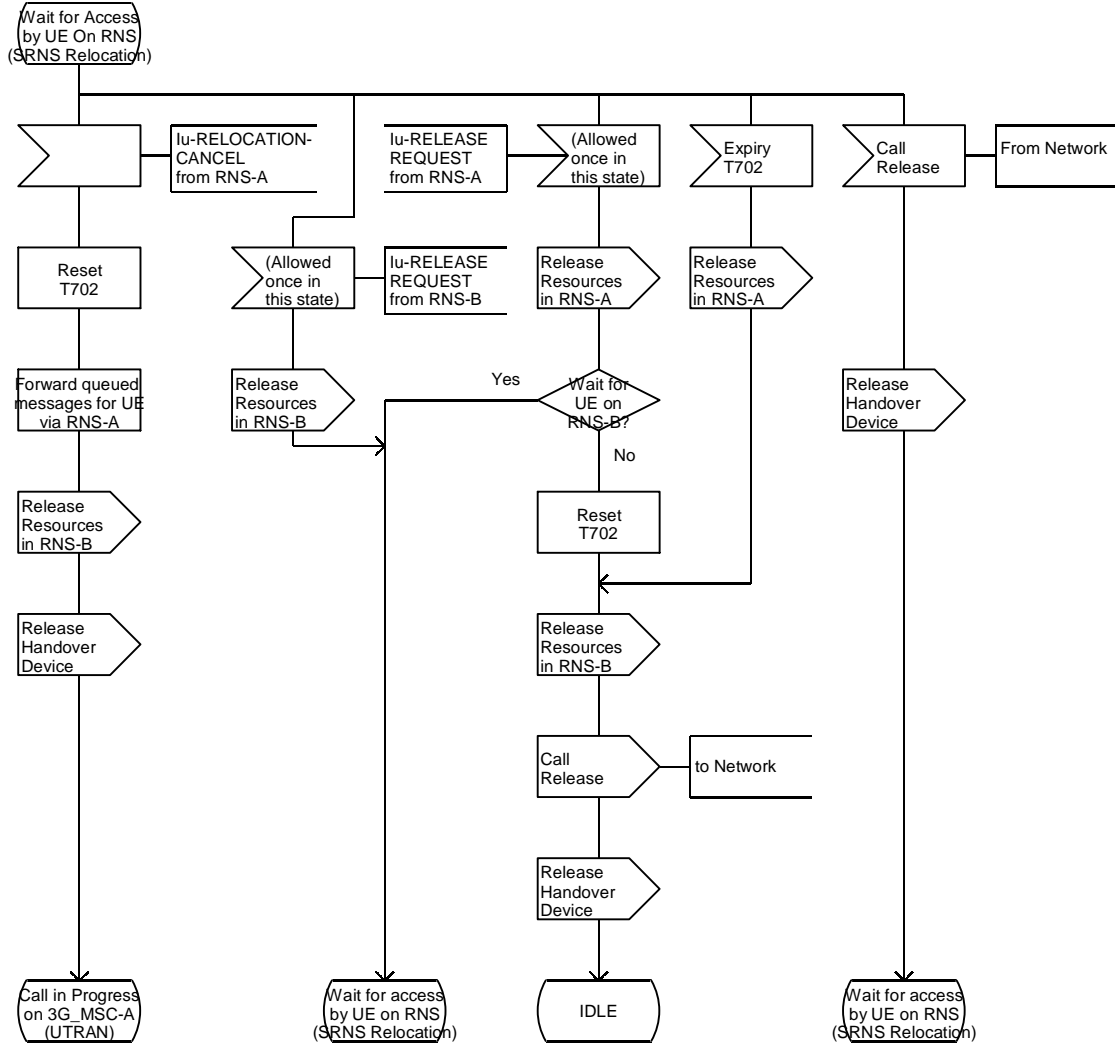 Wait for Access
by UE On RNS
(SRNS Relocation)
Iu-RELOCATION-
CANCEL
from RNS-A
Iu-RELEASE
REQUEST
from RNS-A
(Allowed
once in
this state)
Expiry
T702
Call
Release
From Network
Reset
T702
(Allowed
once in
this state)
Iu-RELEASE
REQUEST
from RNS-B
Release
Resources
in RNS-A
Release
Resources
in RNS-A
Forward queued
messages for UE
via RNS-A
Release
Resources
in RNS-B
Yes
Wait for
UE on
RNS-B?
No
Release
Handover
Device
Release
Resources
in RNS-B
Reset
T702
Release
Handover
Device
Release
Resources
in RNS-B
Call
Release
to Network
Release
Handover
Device
Call in Progress
on 3G_MSC-A
(UTRAN)
Wait for access
by UE on RNS
(SRNS Relocation)
IDLE
Wait for access
by UE on RNS
(SRNS Relocation)